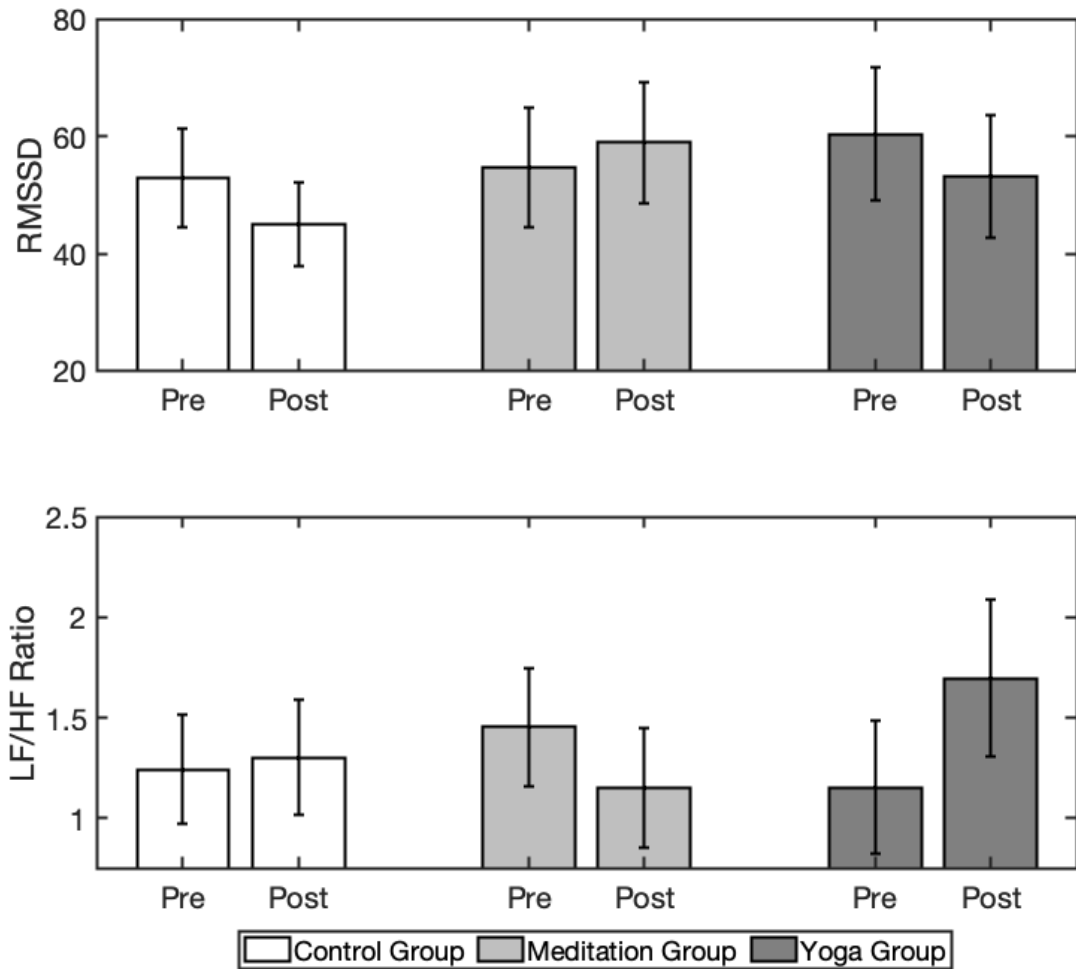 80
60
40
20
RMSSD
Pre Post Pre Post Pre Post
2.5
2
1.5
1
LF/HF Ratio
Pre Post Pre Post Pre Post
Control Group Meditation Group Yoga Group